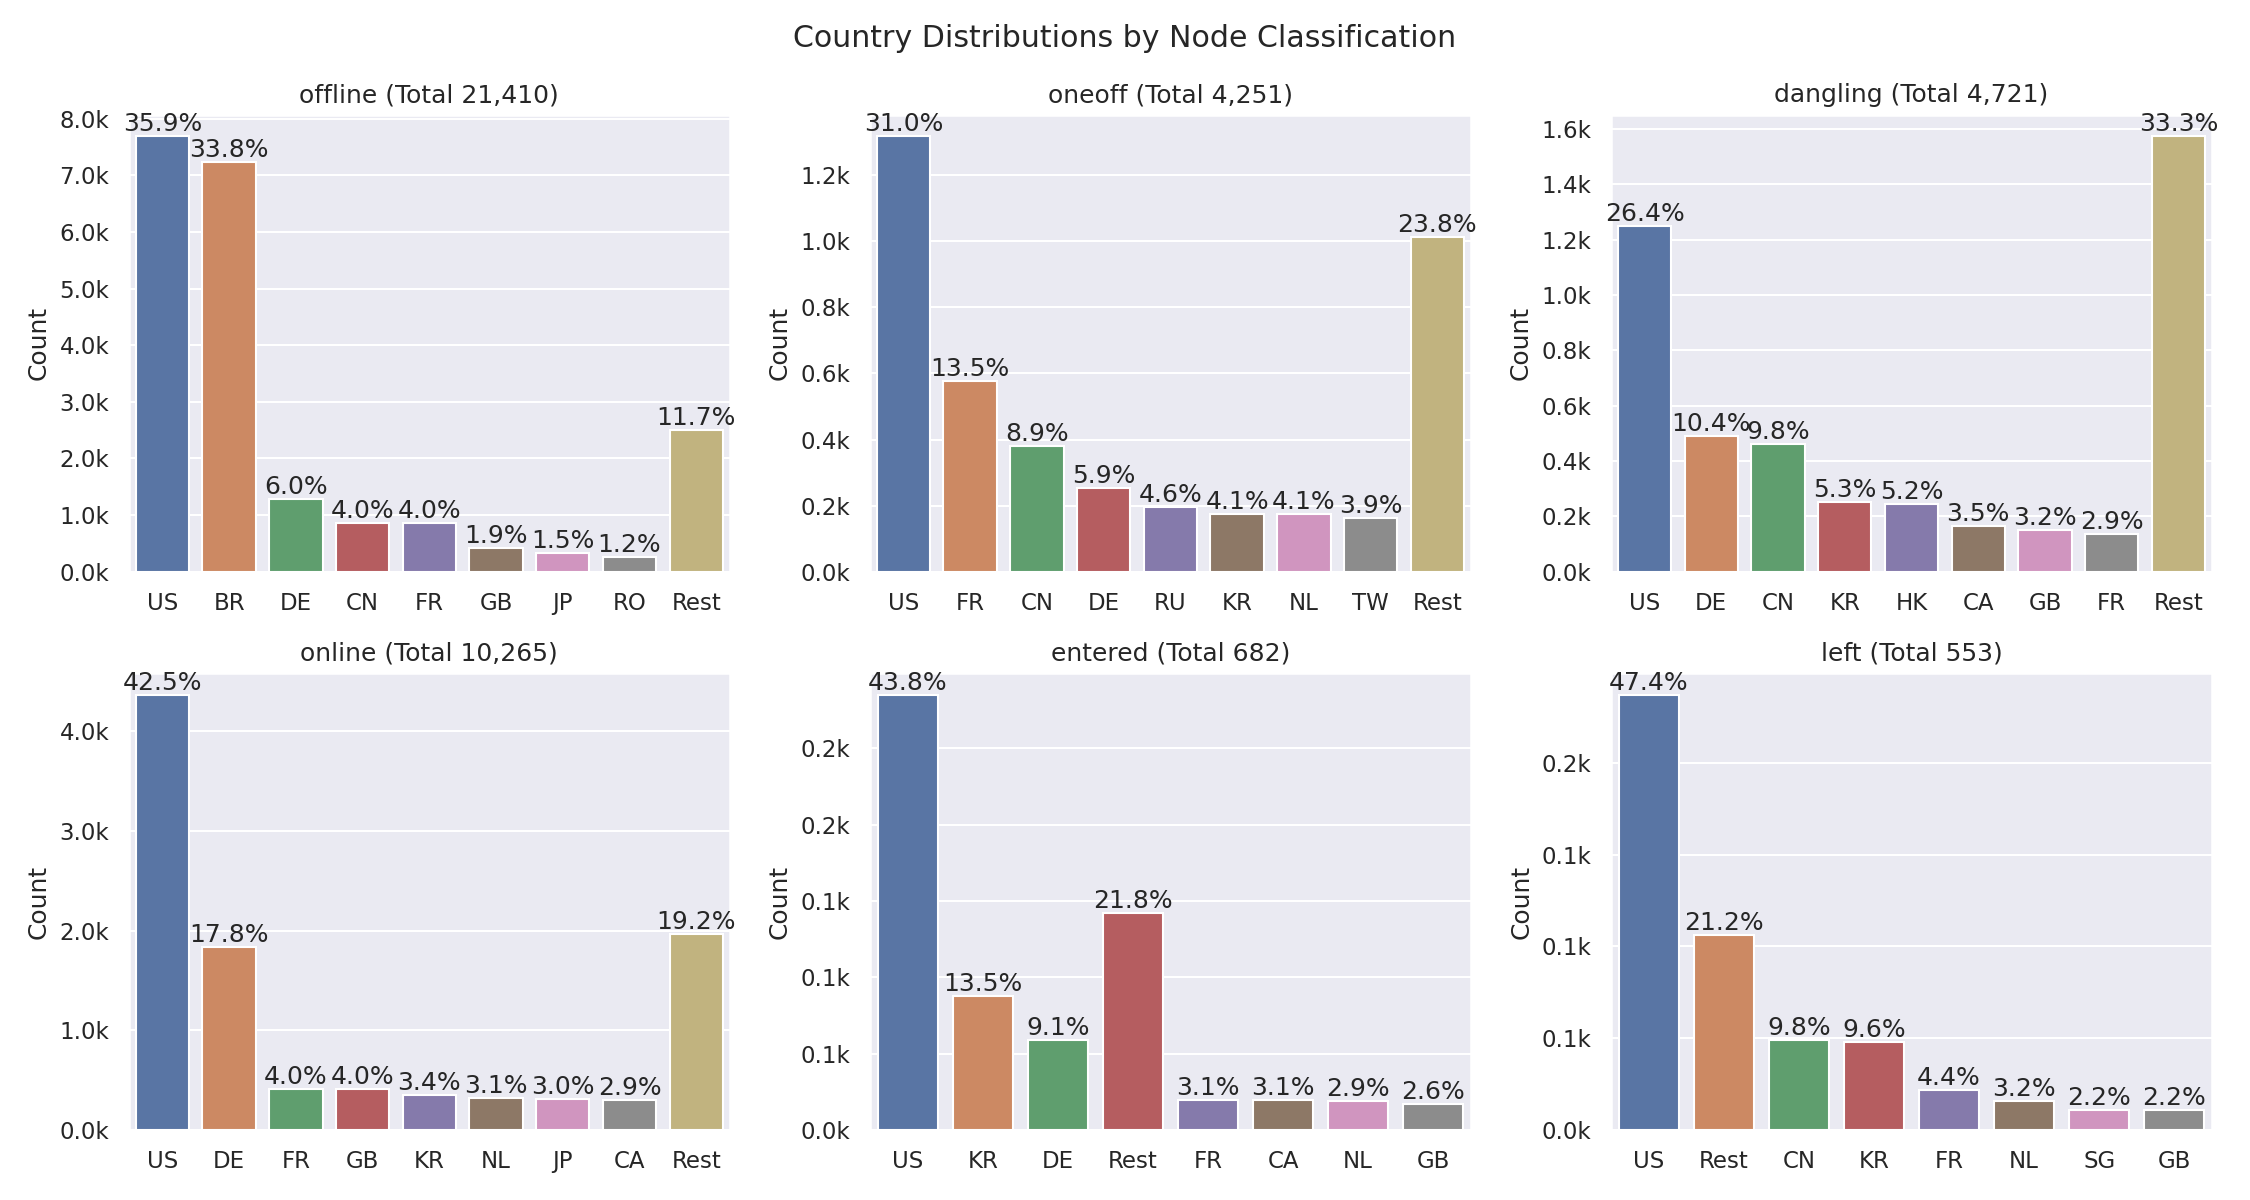 Country Distributions by Node Classification
offline (Total 21,410)
Count
8.0k
7.0k
6.0k
5.0k
4.0k
3.0k
2.0k
1.0k
0.0k
35.9%
33.8%
6.0%
4.0%
4.0%
1.9%
1.5%
1.2%
11.7%
US BR DE CN FR GB JP RO Rest
oneoff (Total 4,251)
Count
1.2k
1.0k
0.8k
0.6k
0.4k
0.2k
0.0k
31.0%
13.5%
8.9%
5.9%
4.6%
4.1%
4.1%
3.9%
23.8%
US FR CN DE RU KR NL TW Rest
dangling (Total 4,721)
Count
1.6k
1.4k
1.2k
1.0k
0.8k
0.6k
0.4k
0.2k
0.0k
26.4%
10.4%
9.8%
5.3%
5.2%
3.5%
3.2%
2.9%
33.3%
US DE CN KR HK CA GB FR Rest
online (Total 10,265)
Count
4.0k
3.0k
2.0k
1.0k
0.0k
42.5%
17.8%
4.0%
4.0%
3.4%
3.1%
3.0%
2.9%
19.2%
US DE FR GB KR NL JP CA Rest
entered (Total 682)
Count
0.2k
0.2k
0.1k
0.1k
0.1k
0.0k
43.8%
13.5%
9.1%
21.8%
3.1%
3.1%
2.9%
2.6%
US KR DE Rest FR CA NL GB
left (Total 553)
Count
0.2k
0.1k
0.1k
0.1k
0.0k
47.4%
21.2%
9.8%
9.6%
4.4%
3.2%
2.2%
2.2%
US Rest CN KR FR NL SG GB